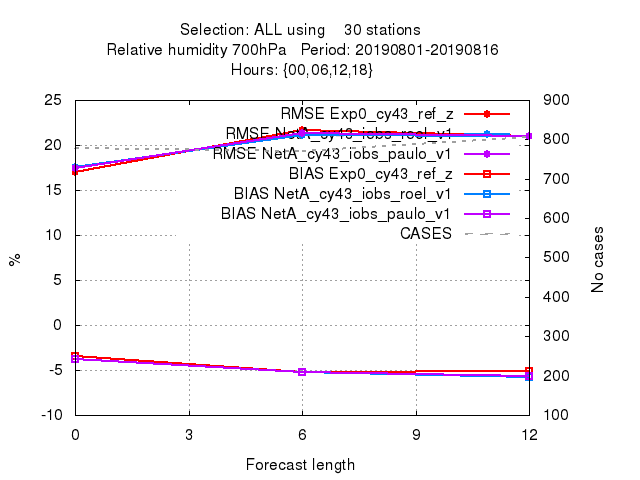 Selection: ALL using 30 stations
Relative humidity 700hPa Period: 20190801-20190816
Hours: {00,06,12,18}
RMSE Exp0_cy43_ref_z
RMSE NetA_cy43_iobs_roel_v1
RMSE NetA_cy43_iobs_paulo_v1
BIAS Exp0_cy43_ref_z
BIAS NetA_cy43_iobs_roel_v1
BIAS NetA_cy43_iobs_paulo_v1
CASES
25
20
15
10
5
0
-5
-10
%
900
800
700
600
500
400
300
200
100
No cases
0 3 6 9 12
Forecast length